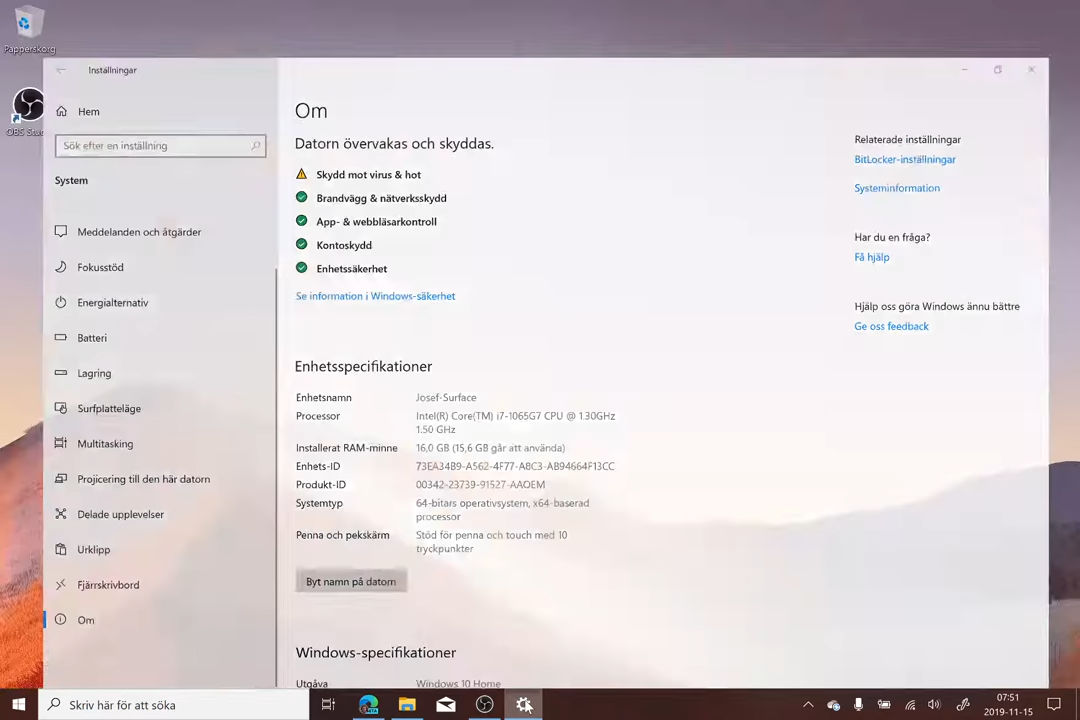 Papperskorg
OBS Stu
Inställningar
Hem
Sök efter en inställning
System
Meddelanden och åtgärder
Fokusstöd
Energialternativ
Batteri
Lagring
Surfplatteläge
Multitasking
Projicering till den här datorn
Delade upplevelser
Urklipp
Fjärrskrivbord
Om
Om
Datorn övervakas och skyddas.
Skydd mot virus & hot
Brandvägg & nätverksskydd
App- & webbläsarkontroll
Kontoskydd
Enhetssäkerhet
Se information i Windows-säkerhet
Enhetsspecifikationer
Enhetsnamn Josef-Surface
Processor Intel(R) Core(TM) i7-1065G7 CPU @ 1.30GHz
1.50 GHz
Installerat RAM-minne 16,0 GB (15,6 GB går att använda)
Enhets-ID 73EA34B9-A562-4F77-A8C3-AB94664F13CC
Produkt-ID 00342-23739-91527-AAOEM
Systemtyp 64-bitars operativsystem, x64-baserad
processor
Penna och pekskärm Stöd för penna och touch med 10
tryckpunkter
Byt namn på datorn
Windows-specifikationer
Utgåva Windows 10 Home
Relaterade inställningar
BitLocker-inställningar
Systeminformation
Har du en fråga?
Få hjälp
Hjälp oss göra Windows ännu bättre
Ge oss feedback
Skriv här för att söka
07:51
2019-11-15